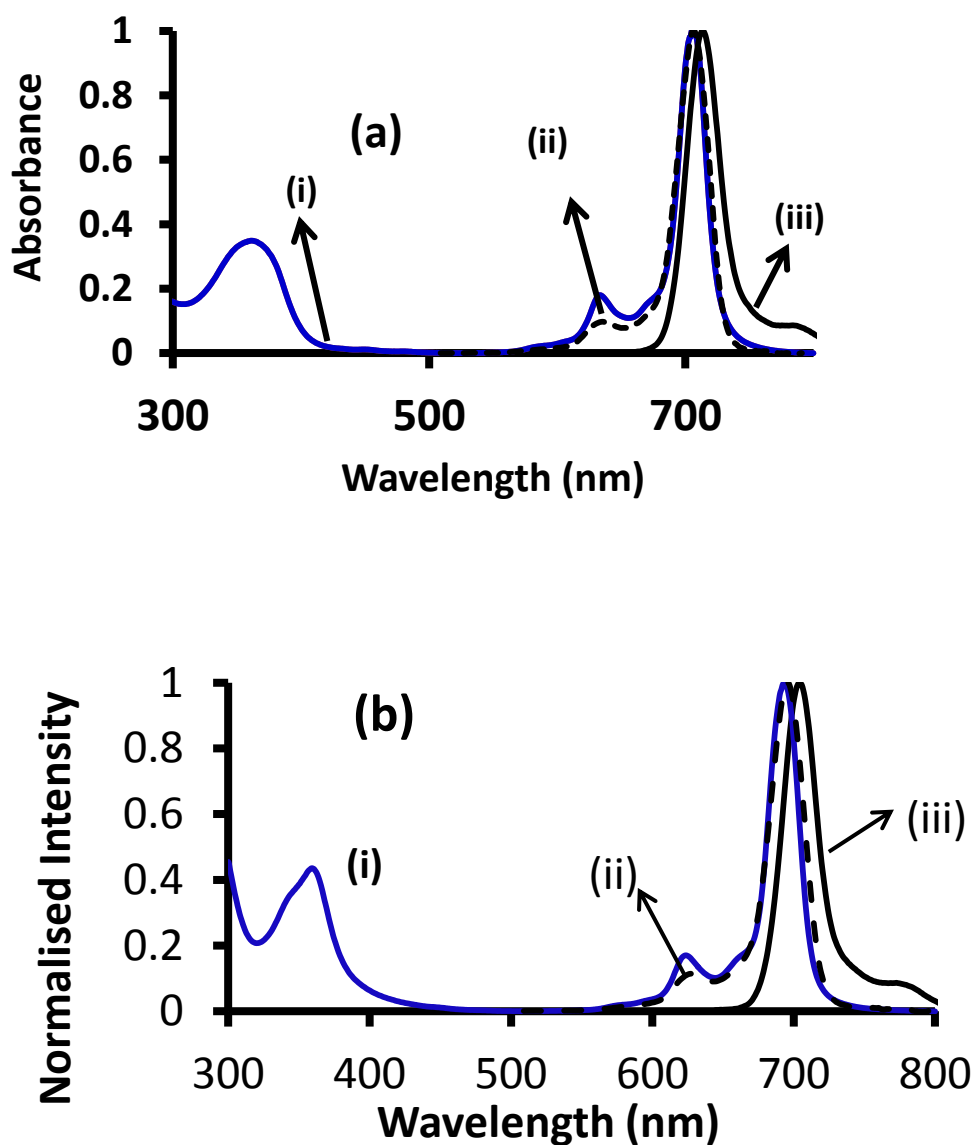 1
0.8
0.6
0.4
0.2
0
Absorbance
(a)
(i)
(ii)
(iii)
300 500 700
Wavelength (nm)
1
0.8
0.6
0.4
0.2
0
Normalised Intensity
(b)
(i)
(ii)
(iii)
300 400 500 600 700 800
Wavelength (nm)